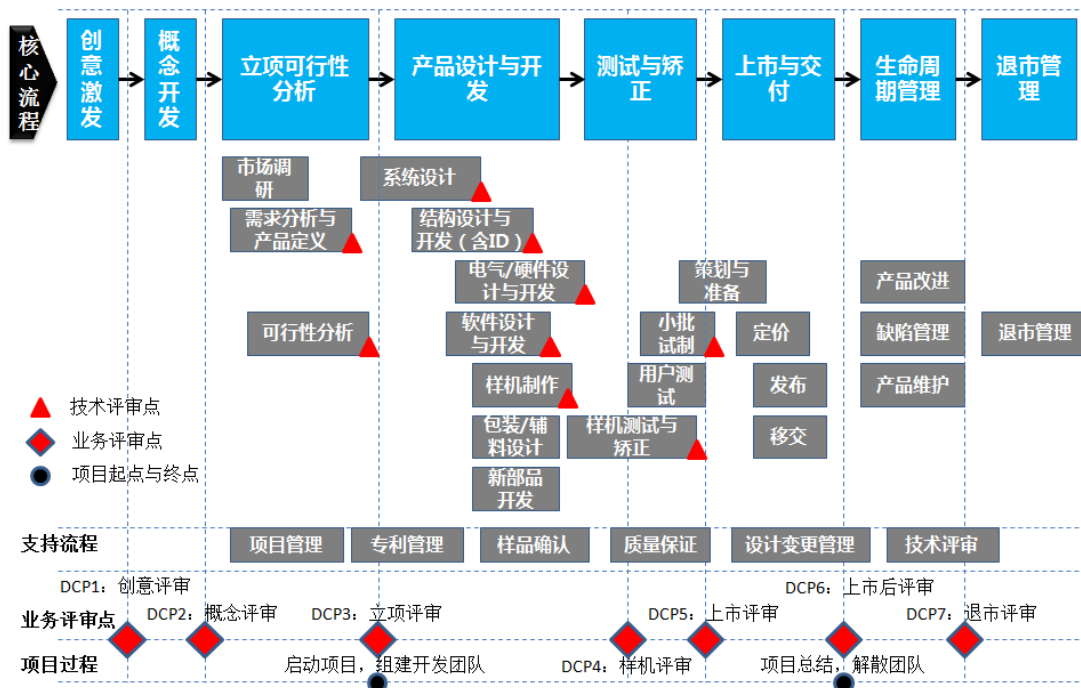 核心流程
创意激发
概念开发
立项可行性
分析
产品设计与开
发
测试与矫
正
上市与交
付
生命周
期管理
退市管
理
市场调
研
系统设计
需求分析与
产品定义
结构设计与
开发（含ID）
电气/硬件设
计与开发
策划与
准备
产品改进
可行性分析
软件设计
与开发
小批
试制
定价
缺陷管理
退市管理
样机制作
用户测
试
发布
产品维护
包装/辅
料设计
样机测试与
矫正
移交
新部品
开发
技术评审点
业务评审点
项目起点与终点
支持流程
项目管理
专利管理
样品确认
质量保证
设计变更管理
技术评审
DCP1：创意评审
DCP6：上市后评审
业务评审点
DCP2：概念评审
DCP3：立项评审
DCP5：上市评审
DCP7：退市评审
项目过程
启动项目，组建开发团队
DCP4：样机评审
项目总结，解散团队